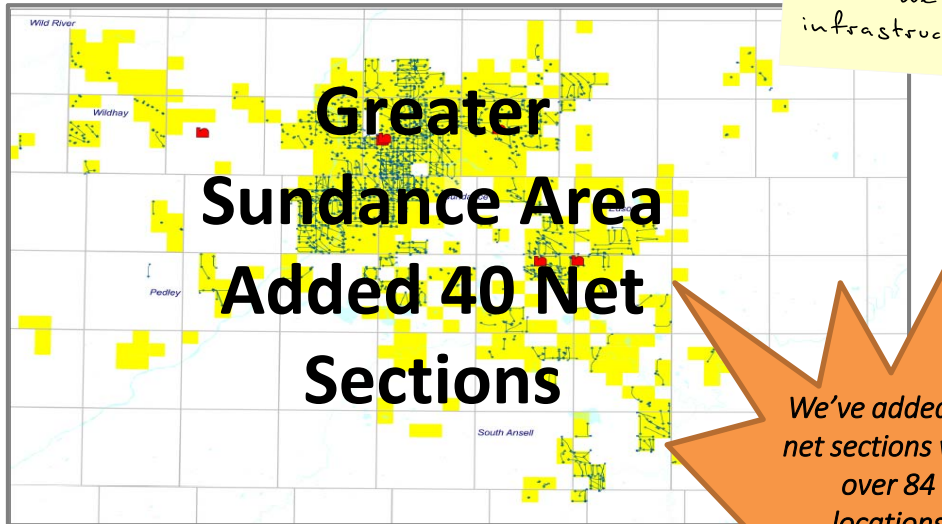 Wild River
infrastruc
Wildhay
Greater
Sundance Area
Added 40 Net
Sections
Pedley
South Ansell
We've added
net sections
over 84
locations